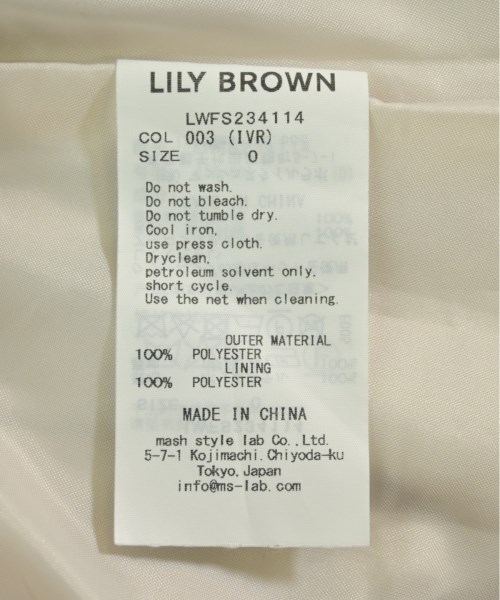 LILY BROWN
LWFS234114
COL 003 (IVR)
SIZE 0
Do not wash.
Do not bleach.
Do not tumble dry.
Cool iron,
use press cloth.
Dryclean,
petroleum solvent only,
short cycle.
Use the net when cleaning.
OUTER MATERIAL
100% POLYESTER
LINING
100% POLYESTER
MADE IN CHINA
mash style lab Co.,Ltd.
5-7-1 Kojimachi,Chiyoda-ku
Tokyo,Japan
info@ms-lab.com